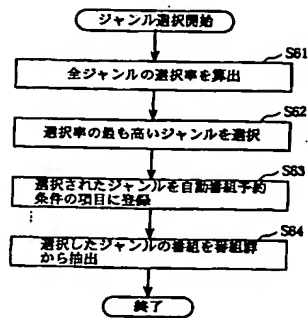 ジャンル選択開始
S61
全ジャンルの選択率を算出
S62
選択率の最も高いジャンルを選択
S63
選択されたジャンルを自動番組予約
条件の項目に登録
S64
選択したジャンルの番組を番組群
から抽出
終了